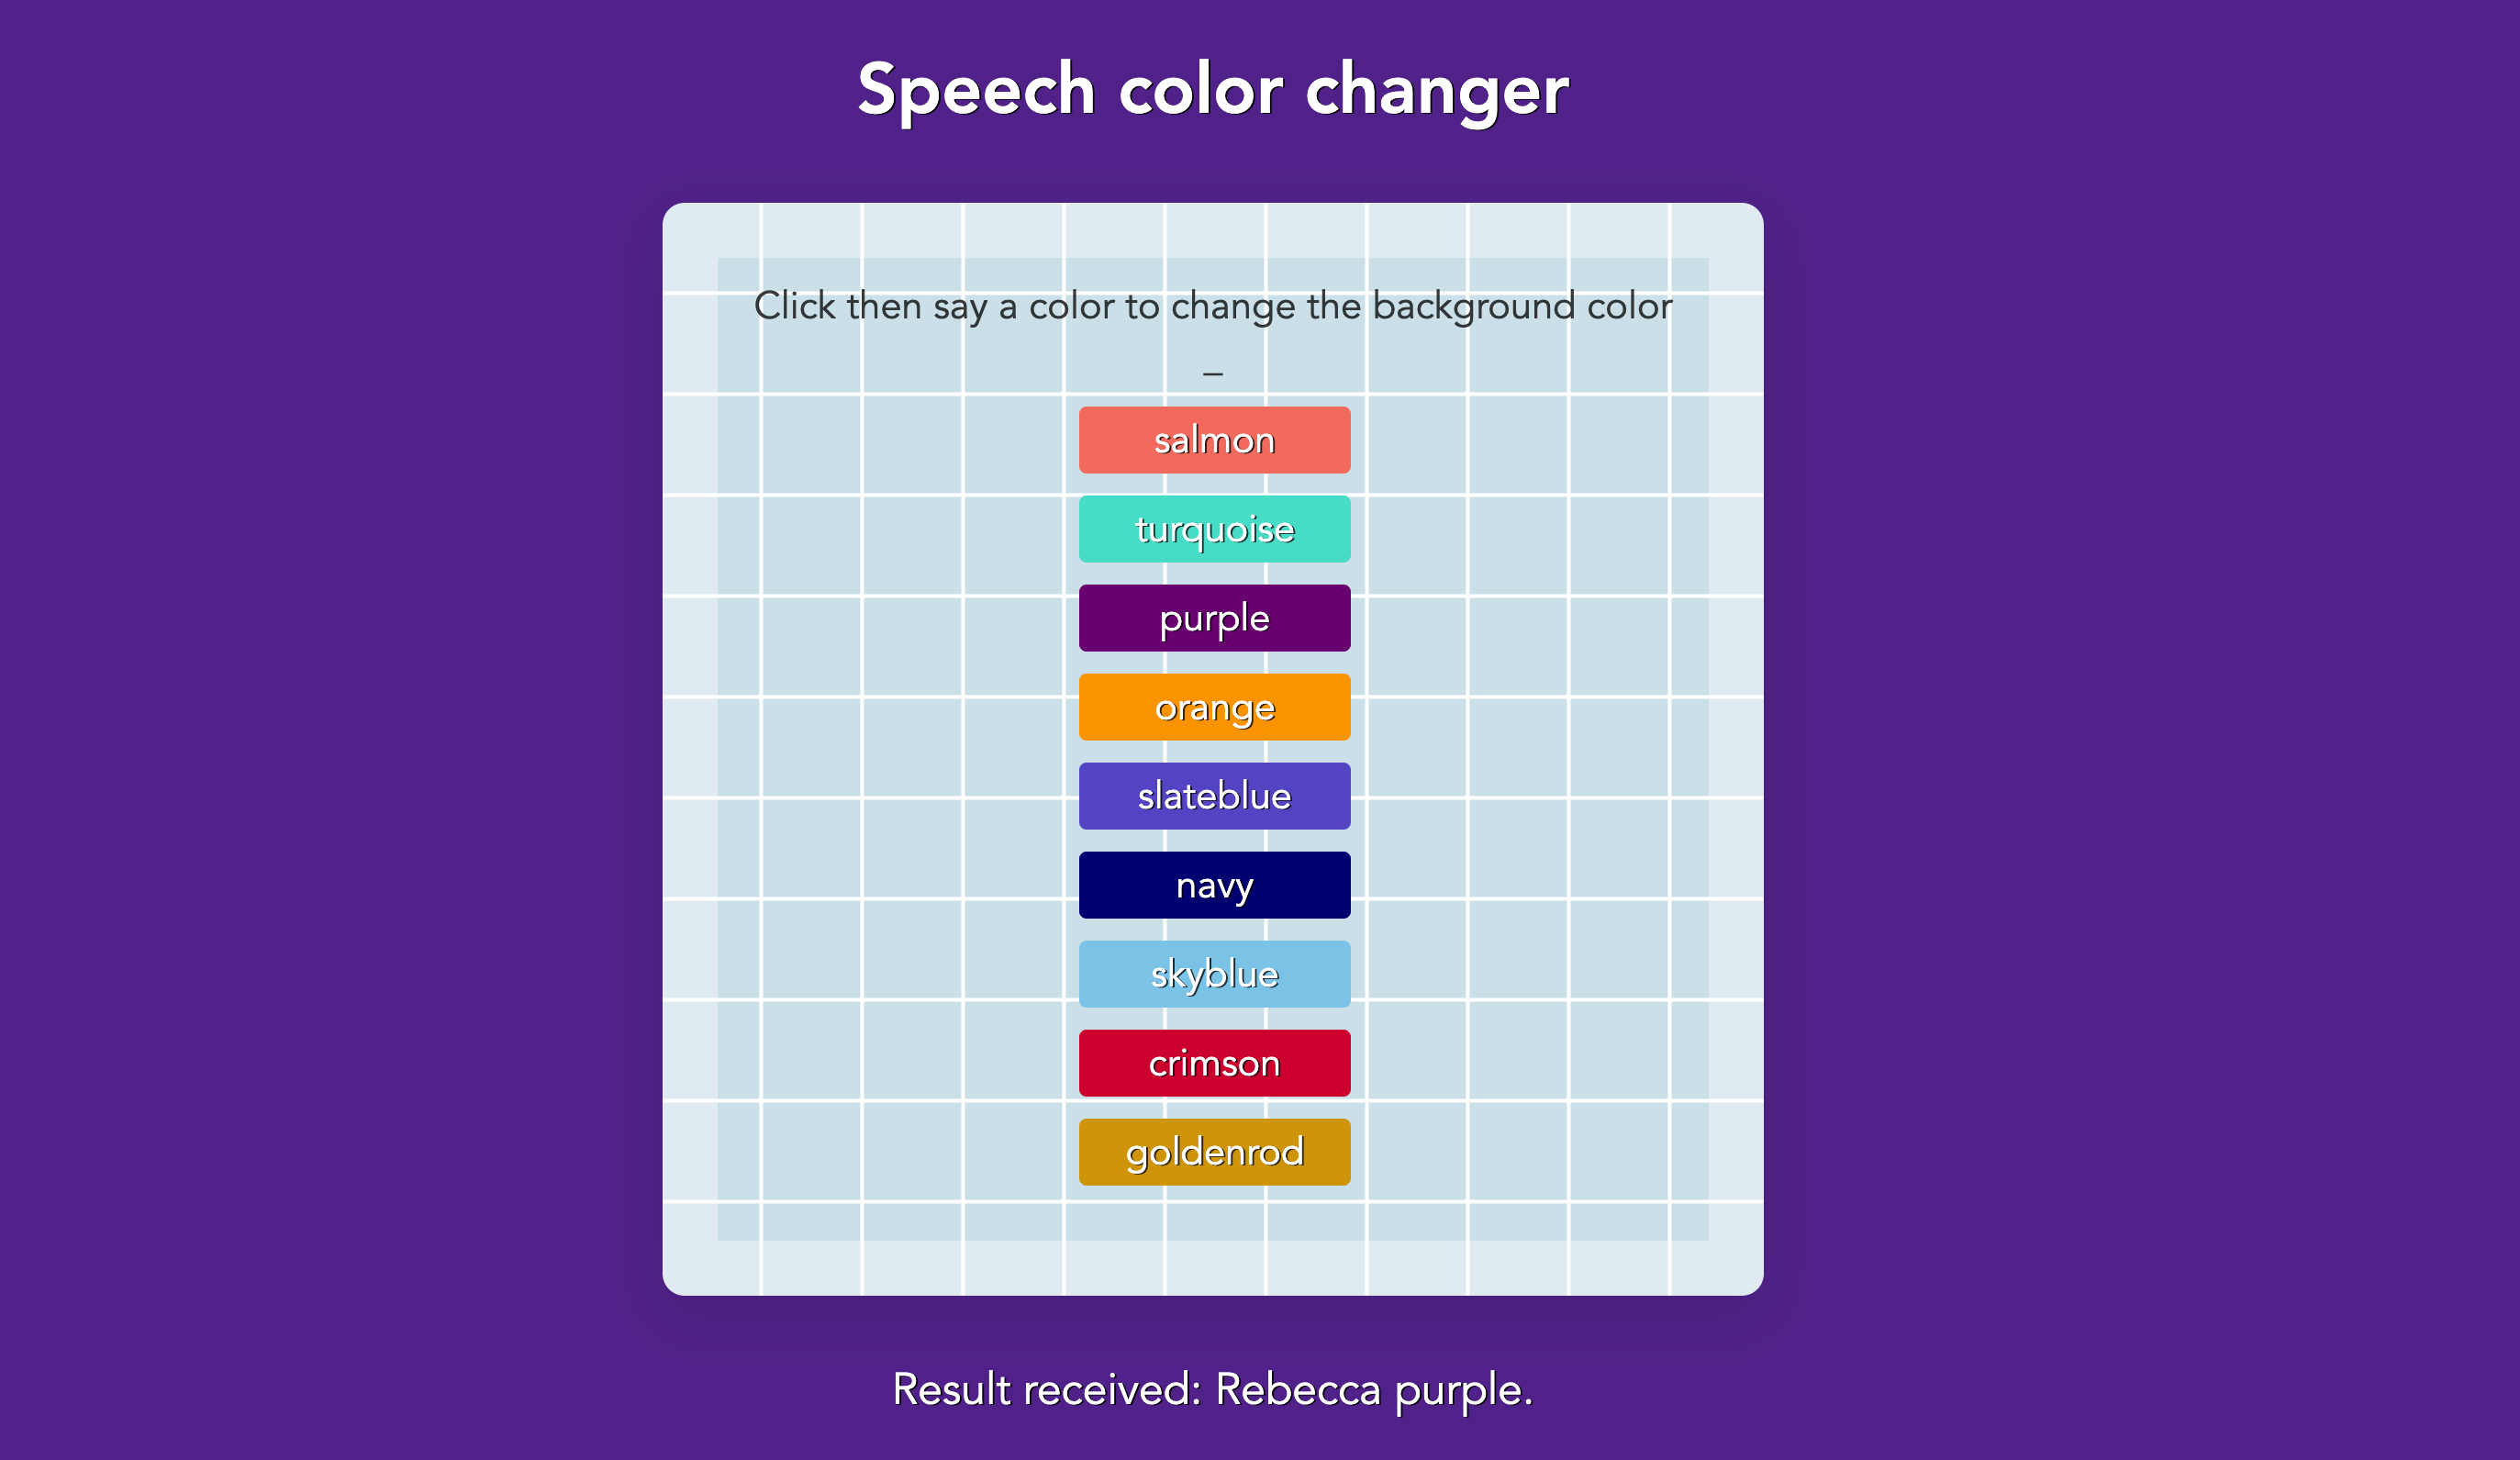 Speech color changer
Click then say a color to change the background color
_
salmon
turquoise
purple
orange
slateblue
navy
skyblue
crimson
goldenrod
Result received: Rebecca purple.